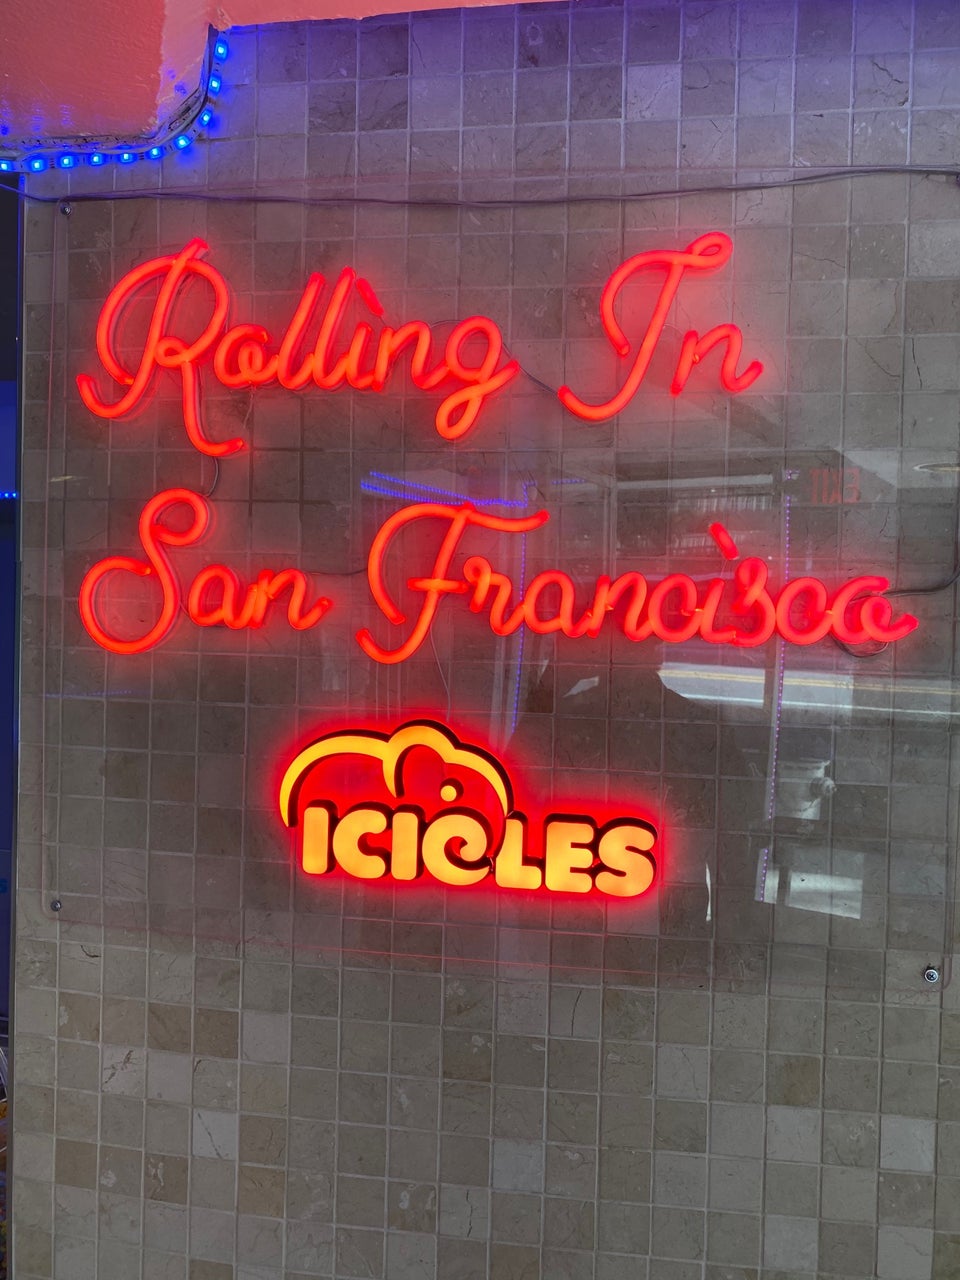 Rolling In
San Francisco
ICICLES